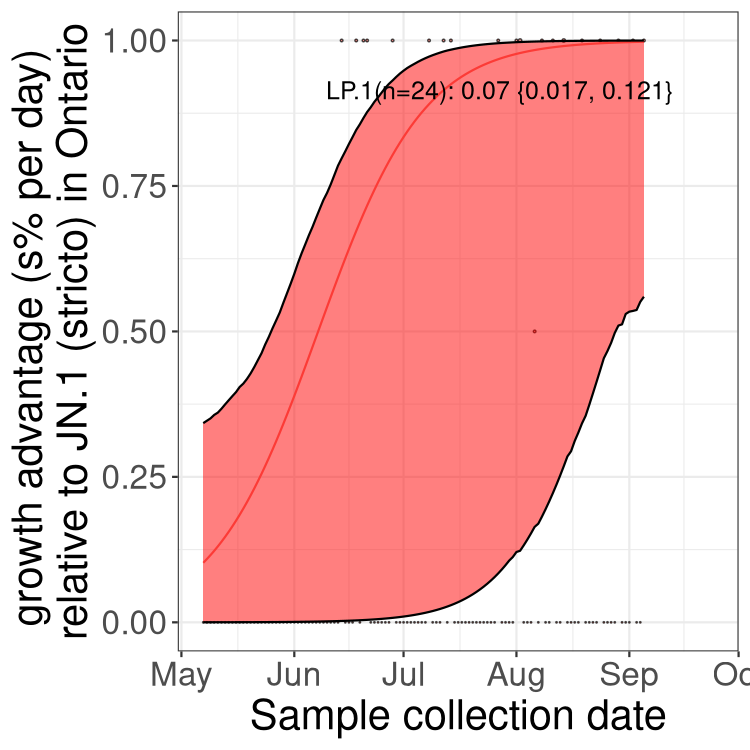 growth advantage (s% per day)
relative to JN.1 (stricto) in Ontario
1.00
0.75
0.50
0.25
0.00
LP.1(n=24): 0.07 {0.017, 0.121}
May Jun Jul Aug Sep Oc
Sample collection date